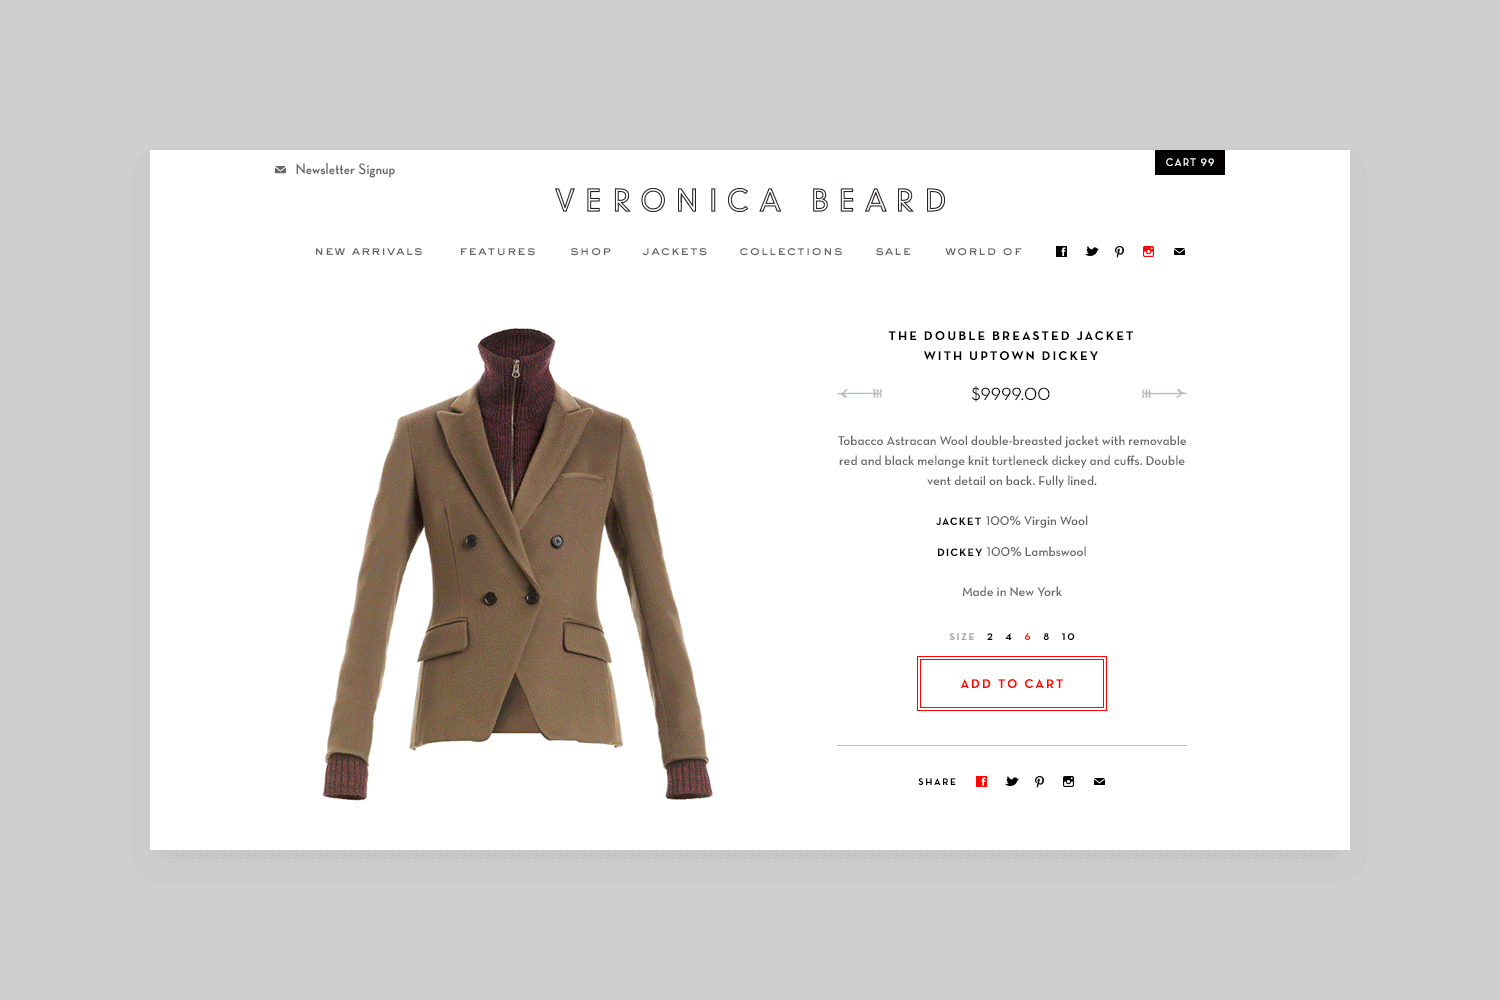 Newsletter Signup
CART 99
VERONICA BEARD
NEW ARRIVALS FEATURES SHOP JACKETS COLLECTIONS SALE WORLD OF
THE DOUBLE BREASTED JACKET
WITH UPTOWN DICKEY
$9999.00
Tobacco Astracan Wool double-breasted jacket with removable
red and black melange knit turtleneck dickey and cuffs. Double
vent detail on back. Fully lined.
JACKET 100% Virgin Wool
DICKEY 100% Lambswool
Made in New York
SIZE 2 4 6 8 10
ADD TO CART
SHARE